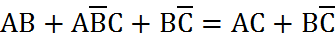 AB + AB̅C + BC̅ = AC + BC̅